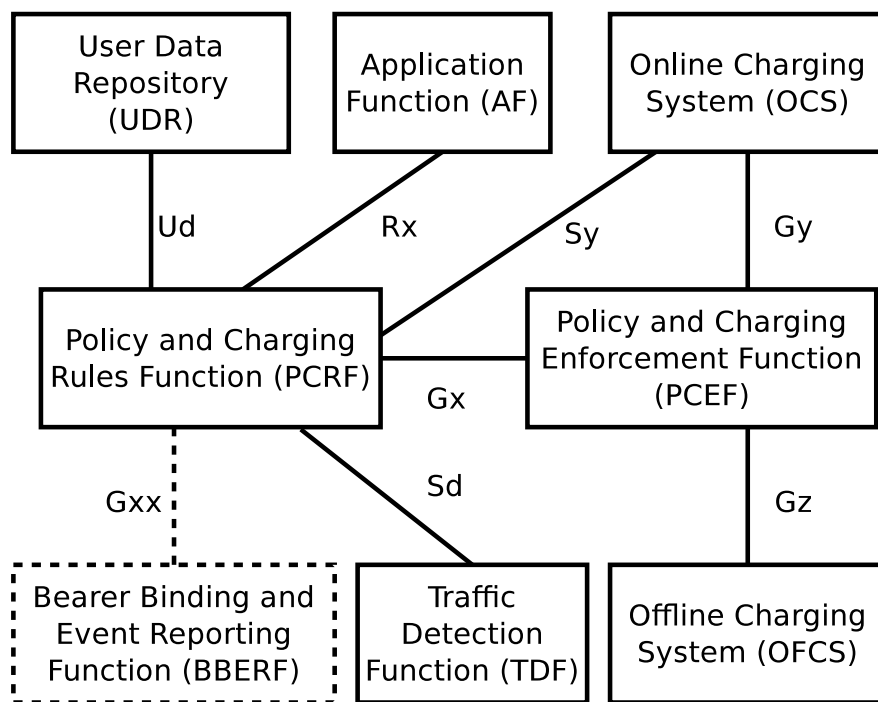 User Data
Repository
(UDR)
Application
Function (AF)
Online Charging
System (OCS)
Ud
Rx
Sy
Gy
Policy and Charging
Rules Function (PCRF)
Policy and Charging
Enforcement Function
(PCEF)
Gx
Gxx
Sd
Gz
Bearer Binding and
Event Reporting
Function (BBERF)
Traffic
Detection
Function (TDF)
Offline Charging
System (OFCS)